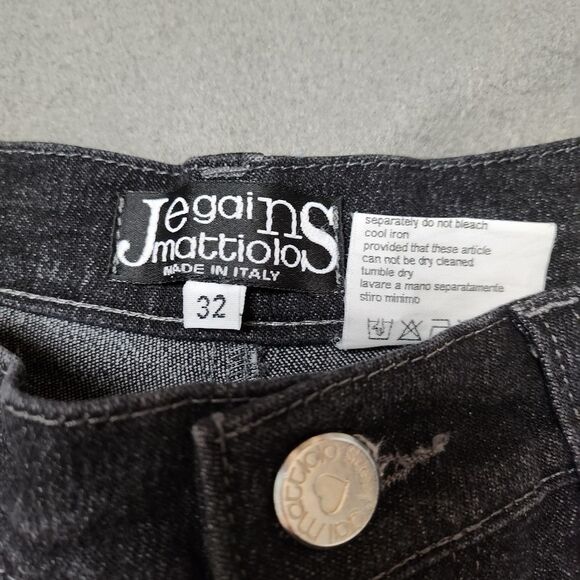 JegainS
mattiolo
MADE IN ITALY
32
separately do not bleach
cool iron
provided that these article
can not be dry cleaned
tumble dry
lavare a mano separatamente
stiro minimo
mattiolo